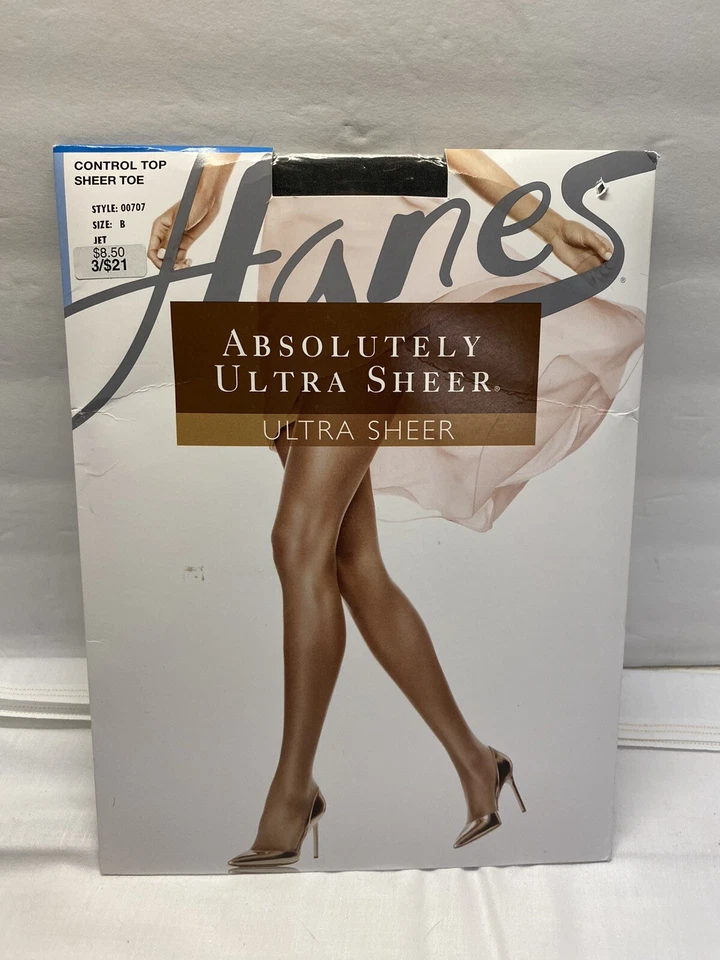 CONTROL TOP
SHEER TOE
STYLE: 00707
SIZE: B
JET
$8.50
3/$21
Hanes®
ABSOLUTELY
ULTRA SHEER®
ULTRA SHEER